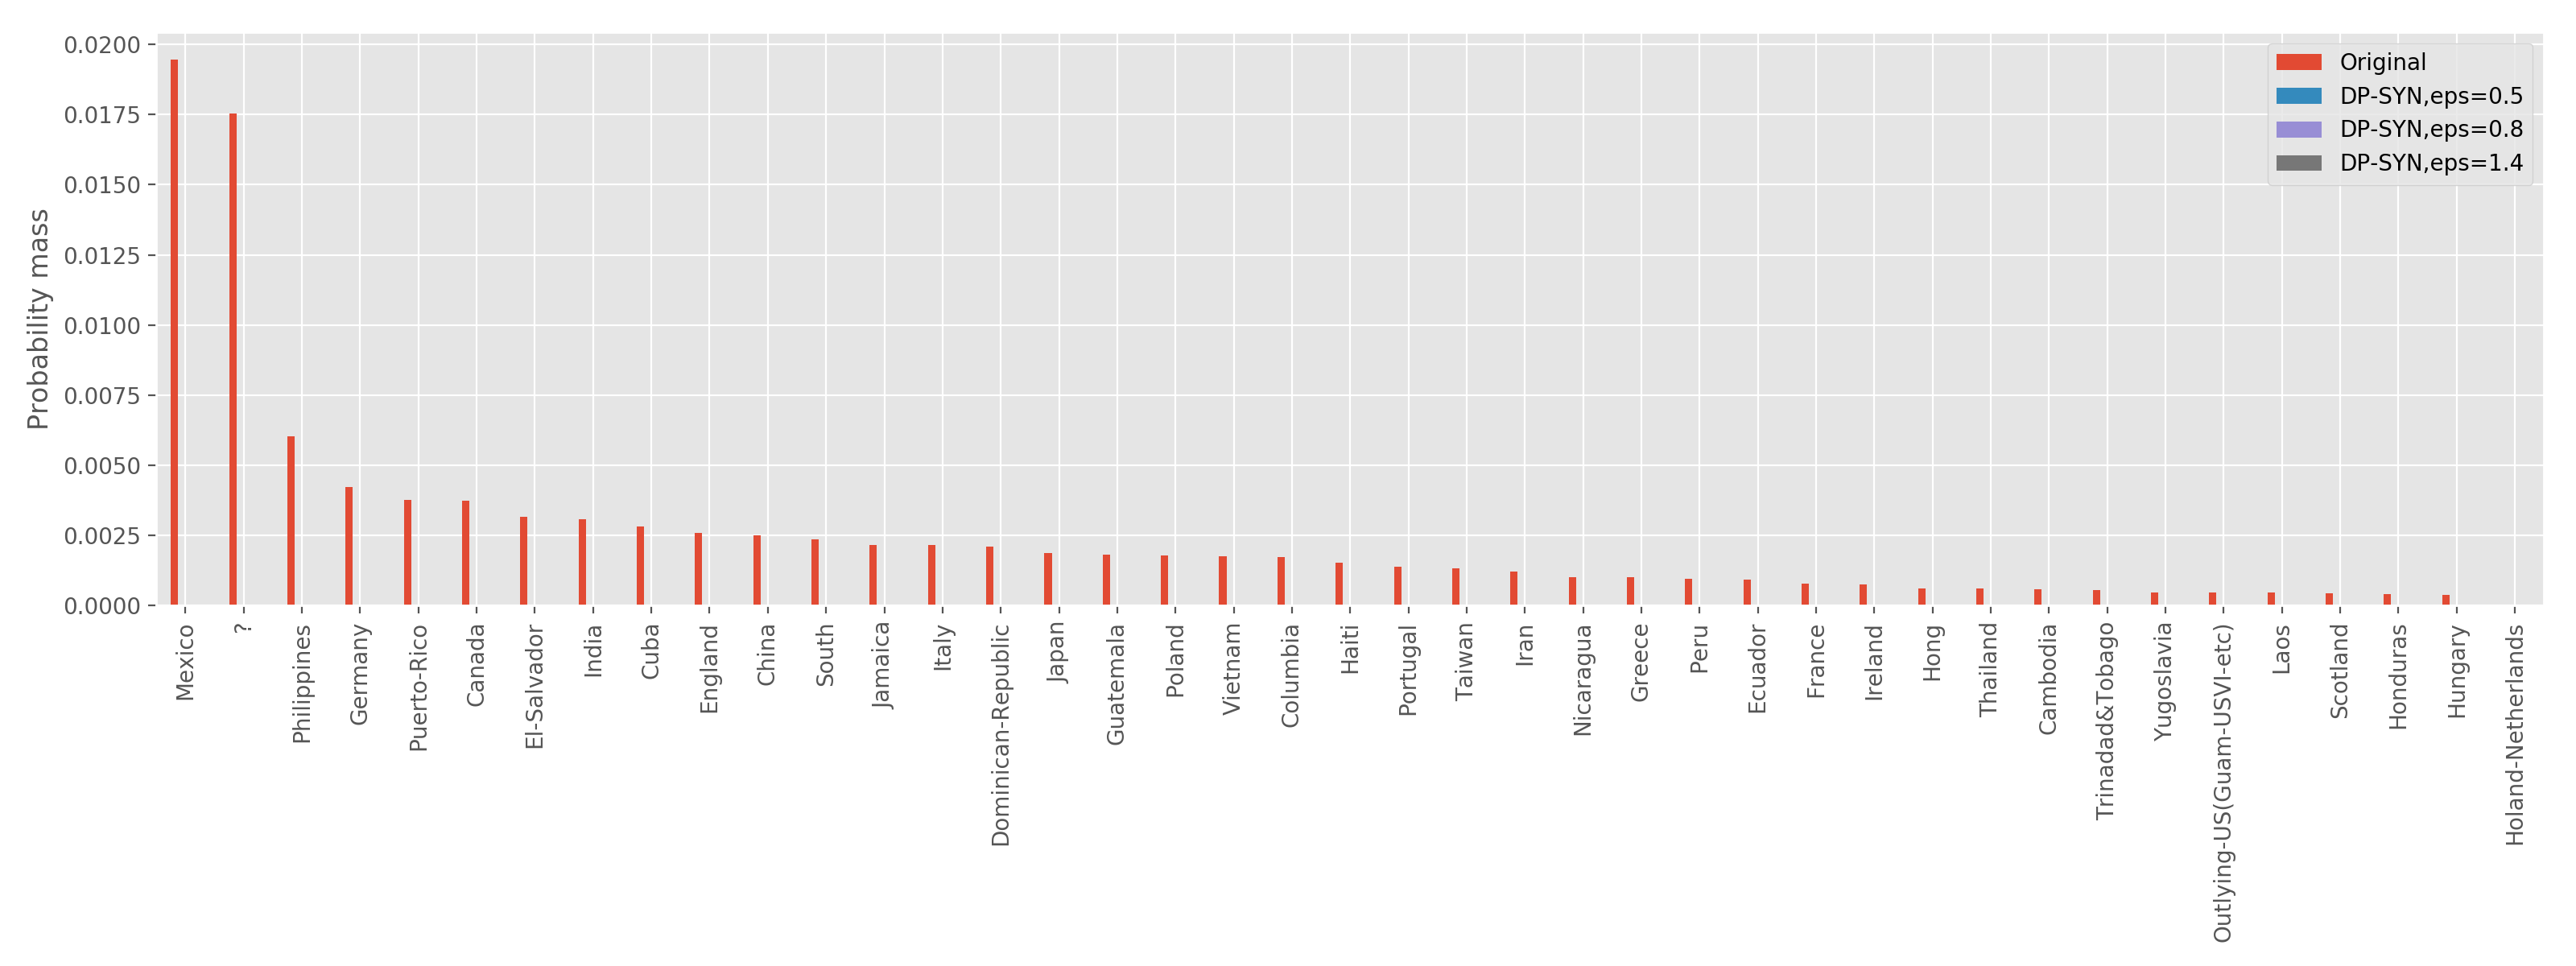 Probability mass
0.0200
0.0175
0.0150
0.0125
0.0100
0.0075
0.0050
0.0025
0.0000
Original
DP-SYN,eps=0.5
DP-SYN,eps=0.8
DP-SYN,eps=1.4
Mexico
?
Philippines
Germany
Puerto-Rico
Canada
El-Salvador
India
Cuba
England
China
South
Jamaica
Italy
Dominican-Republic
Japan
Guatemala
Poland
Vietnam
Columbia
Haiti
Portugal
Taiwan
Iran
Nicaragua
Greece
Peru
Ecuador
France
Ireland
Hong
Thailand
Cambodia
Trinadad&Tobago
Yugoslavia
Outlying-US(Guam-USVI-etc)
Laos
Scotland
Honduras
Hungary
Holand-Netherlands